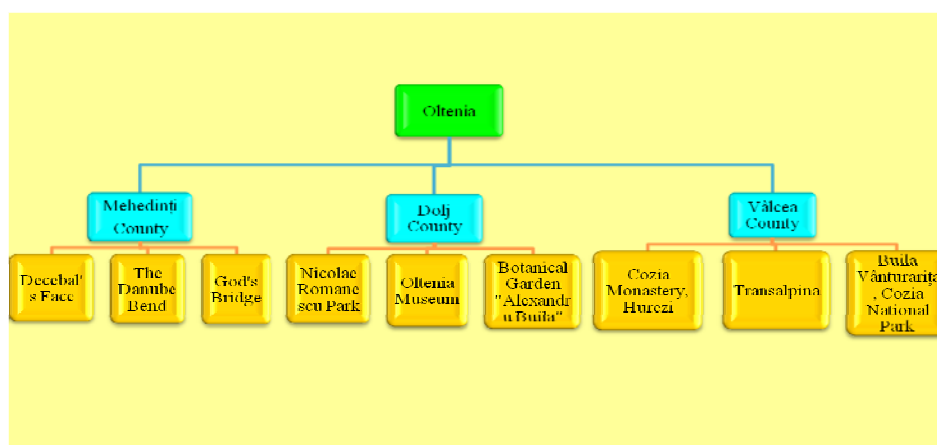 Oltenia
Mehedinți
County
Dolj
County
Vâlcea
County
Decebal'
s Face
The
Danube
Bend
God's
Bridge
Nicolae
Romane
scu Park
Oltenia
Museum
Botanical
Garden
"Alexandr
u Buila"
Cozia
Monastery,
Hurezi
Transalpina
Buila
Vânturarița
, Cozia
National
Park